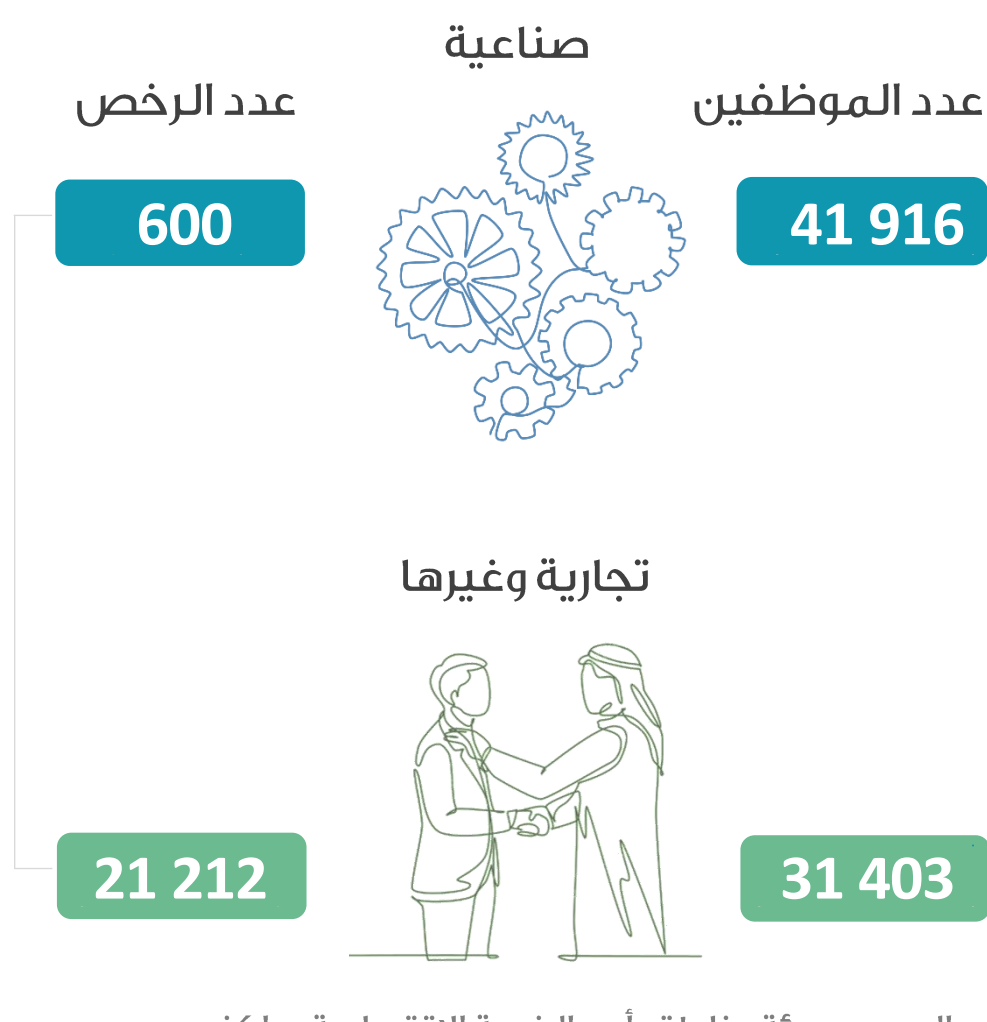 صناعية
عدد الموظفين
عدد الرخص
41 916
600
تجارية وغيرها
31 403
21 212